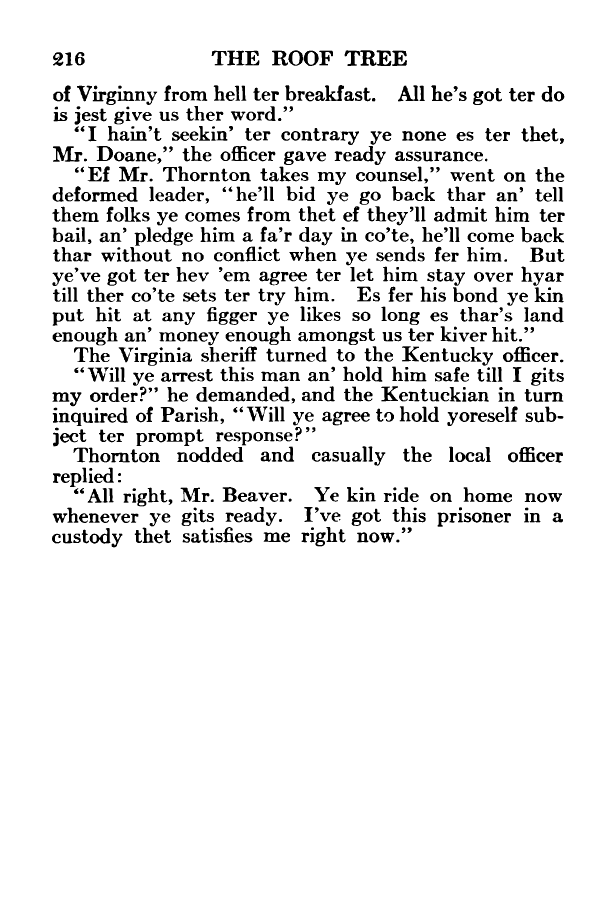 216 THE ROOF TREE
of Virginny from hell ter breakfast. All he's got ter do
is jest give us ther word."
"I hain't seekin' ter contrary ye none es ter thet,
Mr. Doane," the officer gave ready assurance.
"Ef Mr. Thornton takes my counsel," went on the
deformed leader, "he'll bid ye go back thar an' tell
them folks ye comes from thet ef they'll admit him ter
bail, an' pledge him a fa'r day in co'te, he'll come back
thar without no conflict when ye sends fer him. But
ye've got ter hev 'em agree ter let him stay over hyar
till ther co'te sets ter try him. Es fer his bond ye kin
put hit at any figger ye likes so long es thar's land
enough an' money enough amongst us ter kiver hit."
The Virginia sheriff turned to the Kentucky officer.
"Will ye arrest this man an' hold him safe till I gits
my order?" he demanded, and the Kentuckian in turn
inquired of Parish, "Will ye agree to hold yoreself sub-
ject ter prompt response?"
Thornton nodded and casually the local officer
replied:
"All right, Mr. Beaver. Ye kin ride on home now
whenever ye gits ready. I've got this prisoner in a
custody thet satisfies me right now."